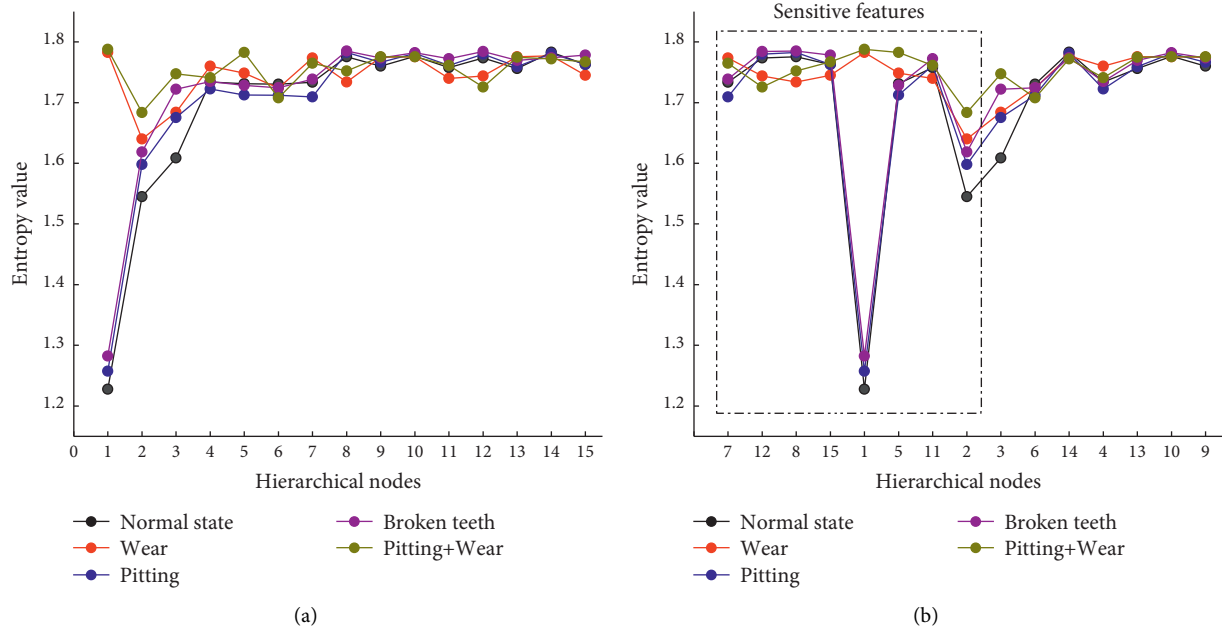 1.8
1.7
1.6
1.5
1.4
1.3
1.2
Entropy value
0 1 2 3 4 5 6 7 8 9 10 11 12 13 14 15
Hierarchical nodes
Normal state
Wear
Pitting
Broken teeth
Pitting+Wear
(a)
Sensitive features
1.8
1.7
1.6
1.5
1.4
1.3
1.2
Entropy value
7 12 8 15 1 5 11 2 3 6 14 4 13 10 9
Hierarchical nodes
Normal state
Wear
Pitting
Broken teeth
Pitting+Wear
(b)